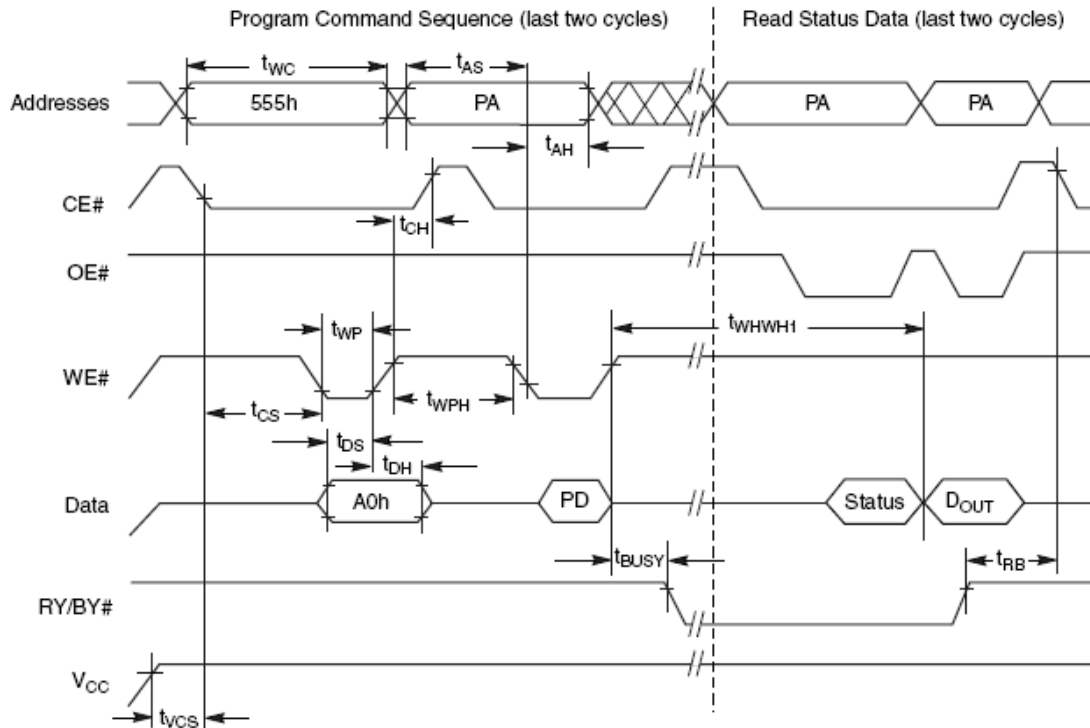 Program Command Sequence (last two cycles) Read Status Data (last two cycles)
tWC tAS
Addresses 555h PA PA PA
tAH
CE#
tCH
OE#
tWP tWHWH1
WE#
tCS tWPH
tDS
tDH
Data A0h PD Status DOUT
tBUSY tRB
RY/BY#
VCC
tVCS